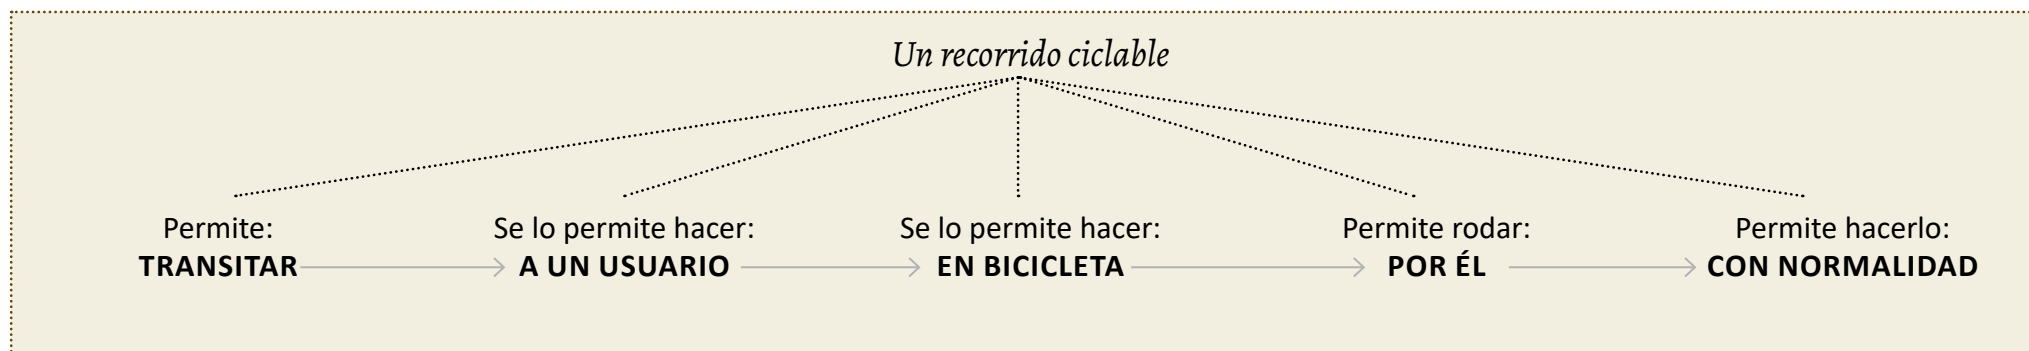 Un recorrido ciclable
Permite:
TRANSITAR
Se lo permite hacer:
A UN USUARIO
Se lo permite hacer:
EN BICICLETA
Permite rodar:
POR ÉL
Permite hacerlo:
CON NORMALIDAD